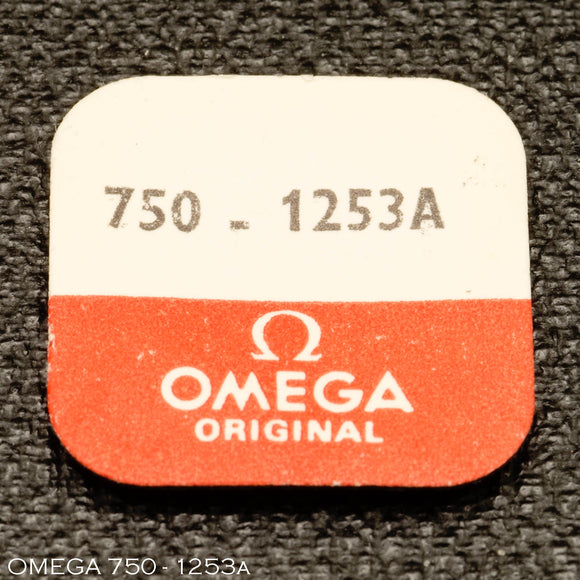 750 - 1253A
Ω
OMEGA
ORIGINAL
OMEGA 750 - 1253A